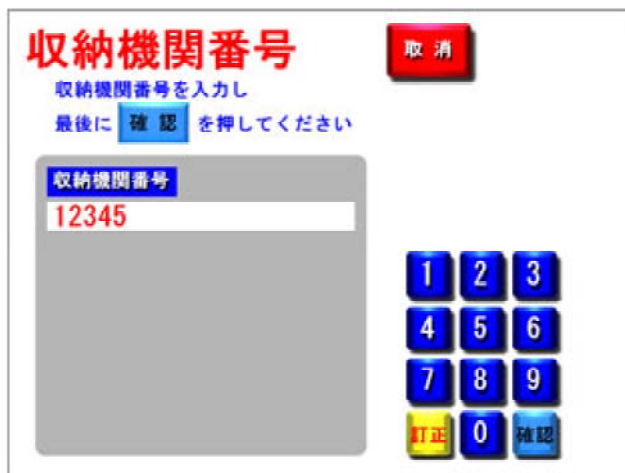 収納機関番号
取消
収納機関番号を入力し
最後に 確認 を押してください
収納機関番号
12345
1 2 3
4 5 6
7 8 9
訂正 0 確認